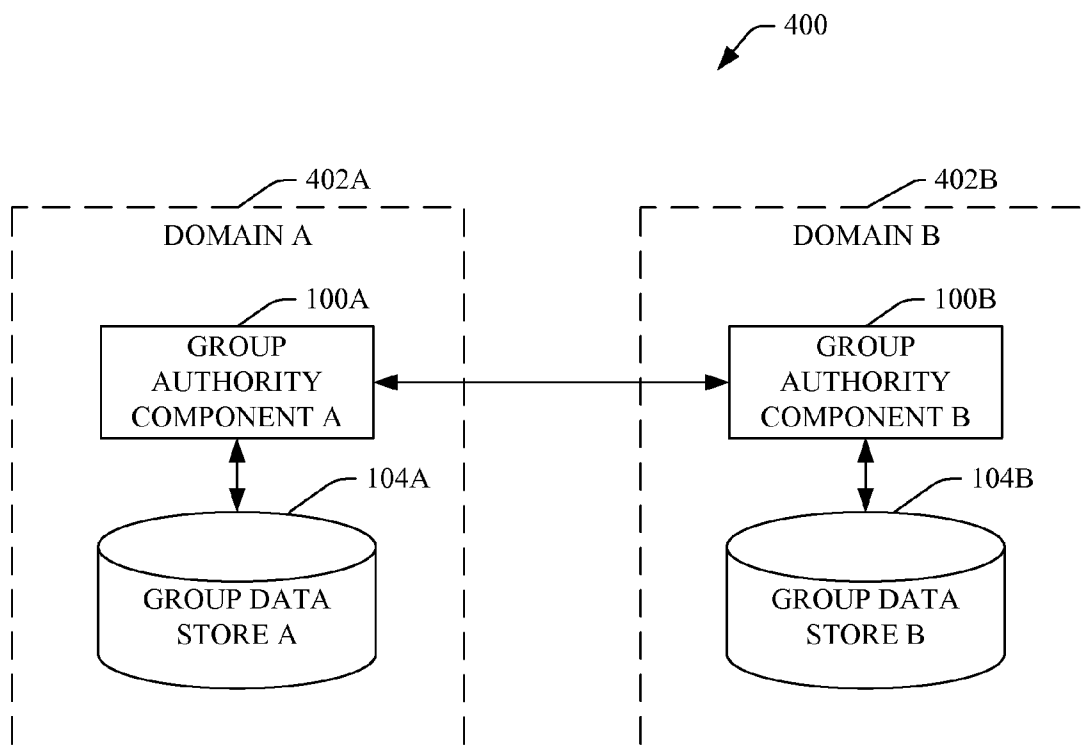 400
402A
402B
DOMAIN A
DOMAIN B
100A
100B
GROUP
AUTHORITY
COMPONENT A
GROUP
AUTHORITY
COMPONENT B
104A
104B
GROUP DATA
STORE A
GROUP DATA
STORE B